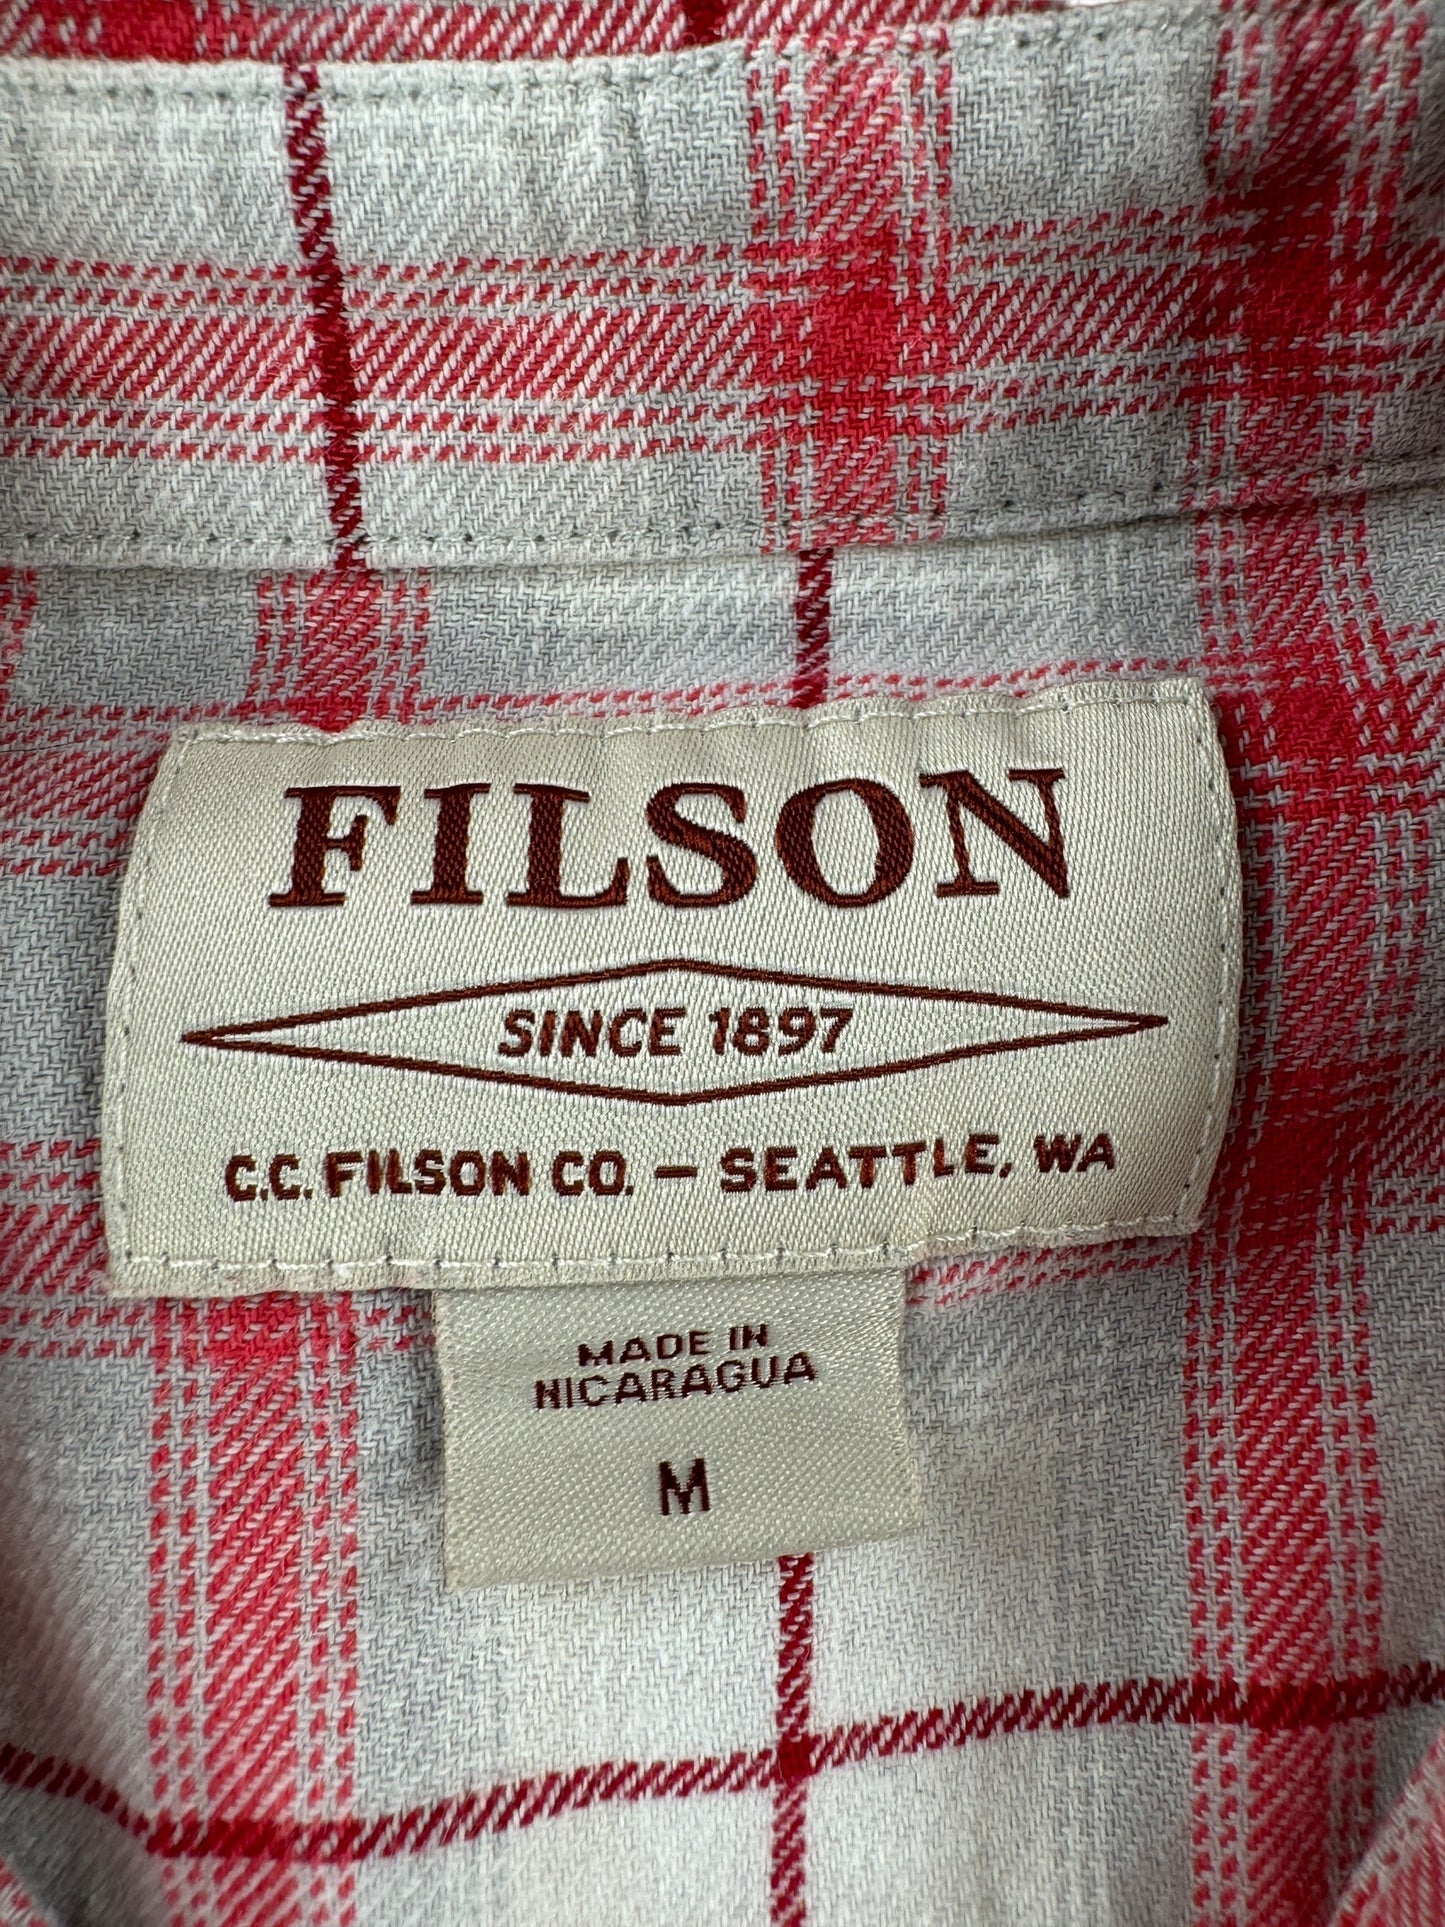 FILSON
SINCE 1897
C.C. FILSON CO. — SEATTLE, WA
MADE IN
NICARAGUA
M